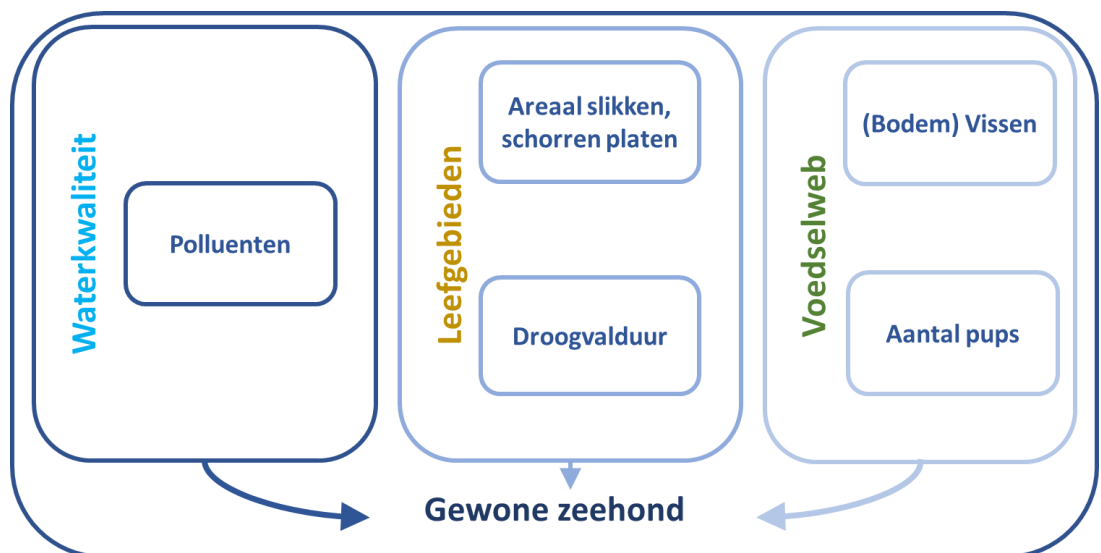 Waterkwaliteit
Polluenten
Leefgebieden
Areaal slikken,
schorren platen
Droogvalduur
Voedselweb
(Bodem) Vissen
Aantal pups
Gewone zeehond